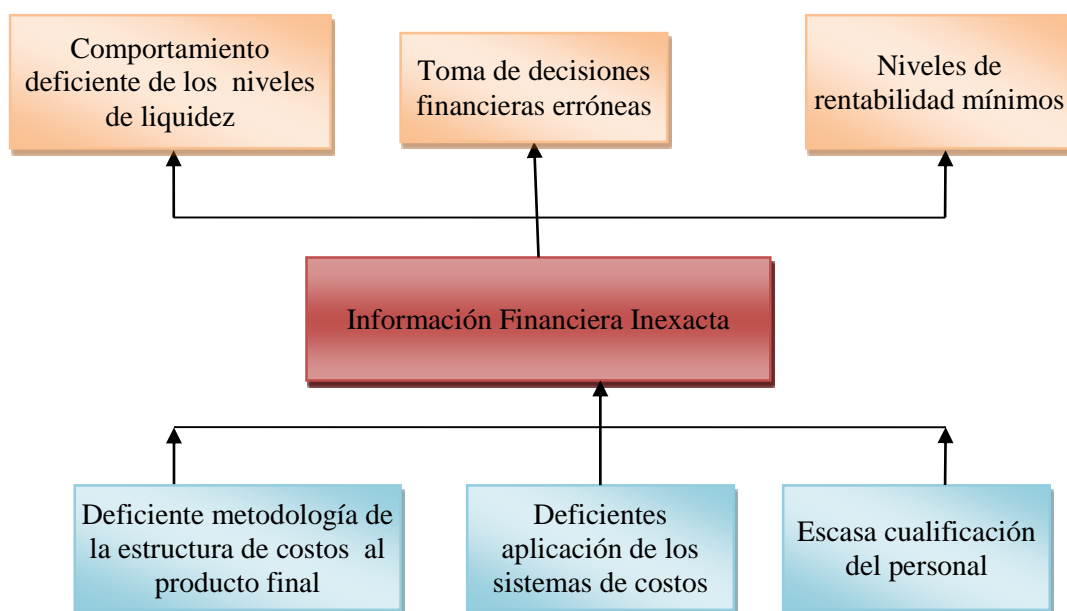 Comportamiento
deficiente de los niveles
de liquidez
Toma de decisiones
financieras erróneas
Niveles de
rentabilidad mínimos
Información Financiera Inexacta
Deficiente metodología de
la estructura de costos al
producto final
Deficientes
aplicación de los
sistemas de costos
Escasa cualificación
del personal